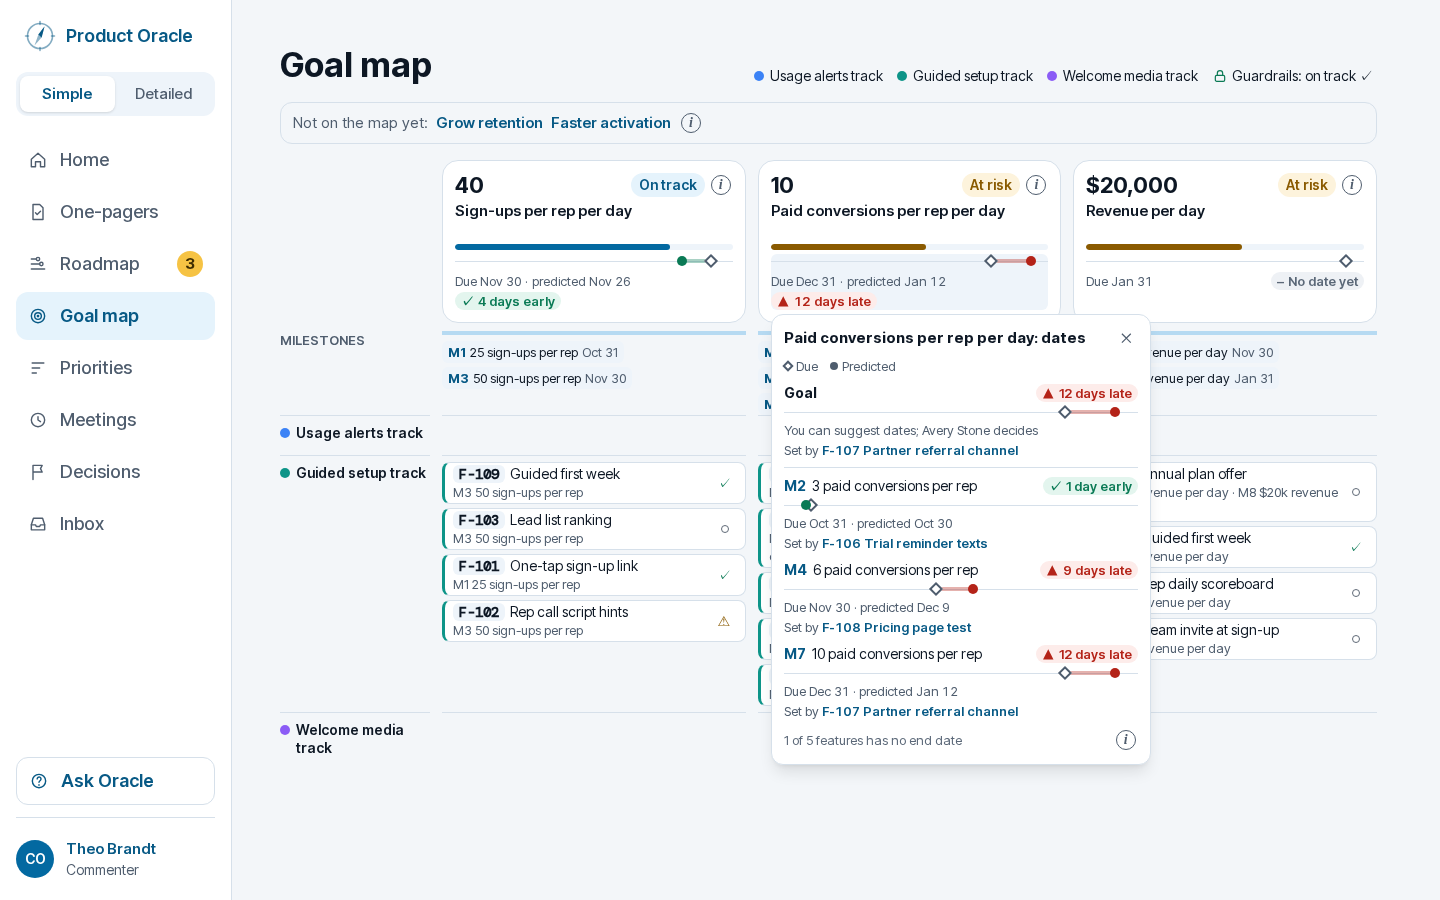 Product Oracle
Simple
Detailed
Home
One-pagers
Roadmap
3
Goal map
Priorities
Meetings
Decisions
Inbox
Ask Oracle
CO
Theo Brandt
Commenter
Goal map
Usage alerts track
Guided setup track
Welcome media track
Guardrails: on track ✓
Not on the map yet: Grow retention Faster activation i
40
On track
i
Sign-ups per rep per day
Due Nov 30 · predicted Nov 26
✓ 4 days early
10
At risk
i
Paid conversions per rep per day
Due Dec 31 · predicted Jan 12
▲ 12 days late
$20,000
At risk
i
Revenue per day
Due Jan 31
– No date yet
MILESTONES
M1 25 sign-ups per rep Oct 31
M3 50 sign-ups per rep Nov 30
venue per day Nov 30
venue per day Jan 31
Usage alerts track
Guided setup track
F-109 Guided first week
M3 50 sign-ups per rep
✓
F-103 Lead list ranking
M3 50 sign-ups per rep
F-101 One-tap sign-up link
M1 25 sign-ups per rep
✓
F-102 Rep call script hints
M3 50 sign-ups per rep
⚠
nnual plan offer
venue per day · M8 $20k revenue
uided first week
venue per day
✓
ep daily scoreboard
venue per day
eam invite at sign-up
venue per day
Welcome media
track
Paid conversions per rep per day: dates
Due
Predicted
Goal
▲ 12 days late
You can suggest dates; Avery Stone decides
Set by F-107 Partner referral channel
M2 3 paid conversions per rep
✓ 1 day early
Due Oct 31 · predicted Oct 30
Set by F-106 Trial reminder texts
M4 6 paid conversions per rep
▲ 9 days late
Due Nov 30 · predicted Dec 9
Set by F-108 Pricing page test
M7 10 paid conversions per rep
▲ 12 days late
Due Dec 31 · predicted Jan 12
Set by F-107 Partner referral channel
1 of 5 features has no end date
i